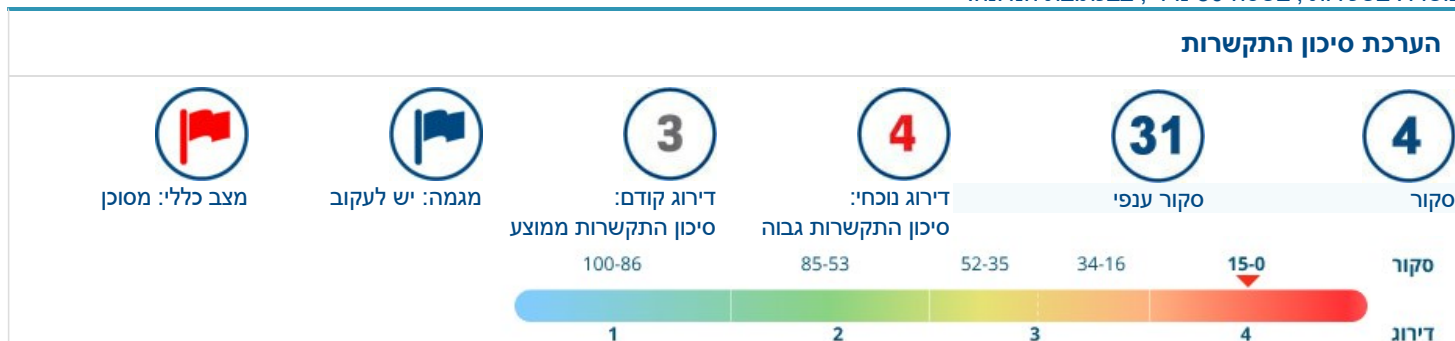 הערכת סיכון התקשרות
4
31
4
3
סקור
סקור ענפי
דירוג נוכחי:
סיכון התקשרות גבוה
דירוג קודם:
סיכון התקשרות ממוצע
מגמה: יש לעקוב
מצב כללי: מסוכן
סקור 15-0 34-16 52-35 85-53 100-86
דירוג 4 3 2 1